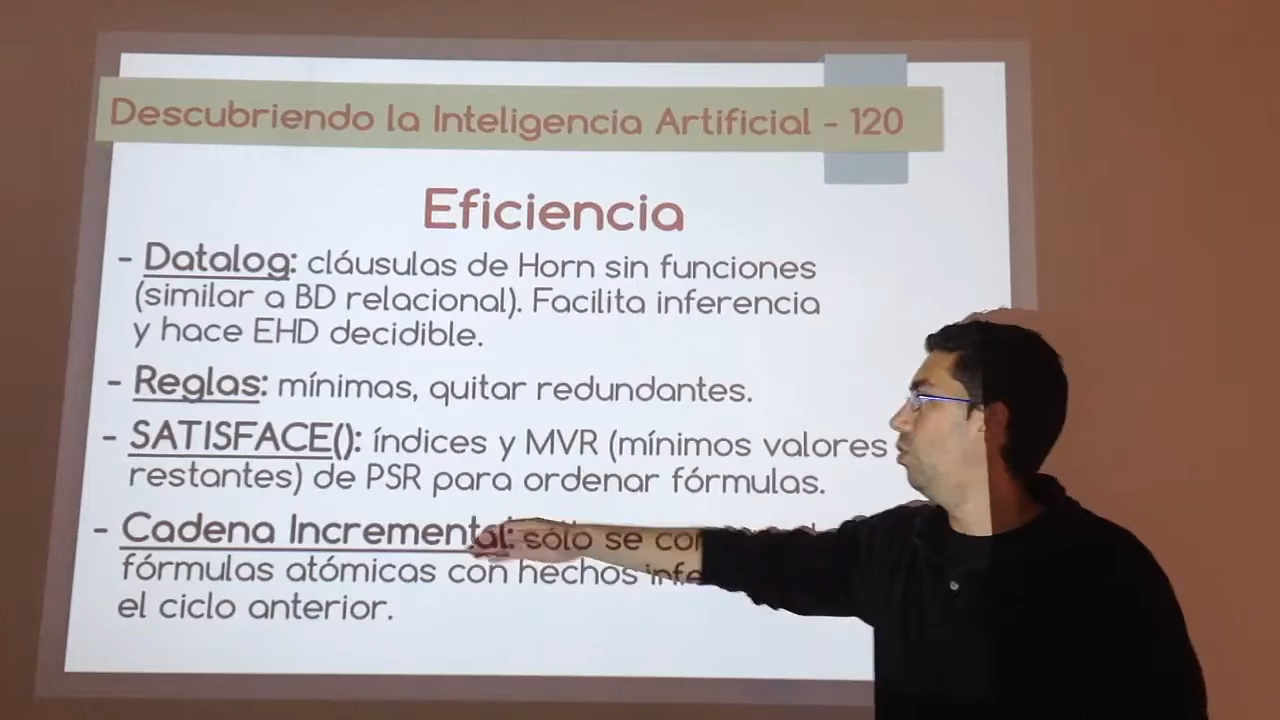 Descubriendo la Inteligencia Artificial - 120
Eficiencia
- Datalog: cláusulas de Horn sin funciones
(similar a BD relacional). Facilita inferencia
y hace EHD decidible.
- Reglas: mínimas, quitar redundantes.
- SATISFACE(): índices y MVR (mínimos valores
restantes) de PSR para ordenar fórmulas.
- Cadena Incremental: sólo se
fórmulas atómicas con hechos
el ciclo anterior.